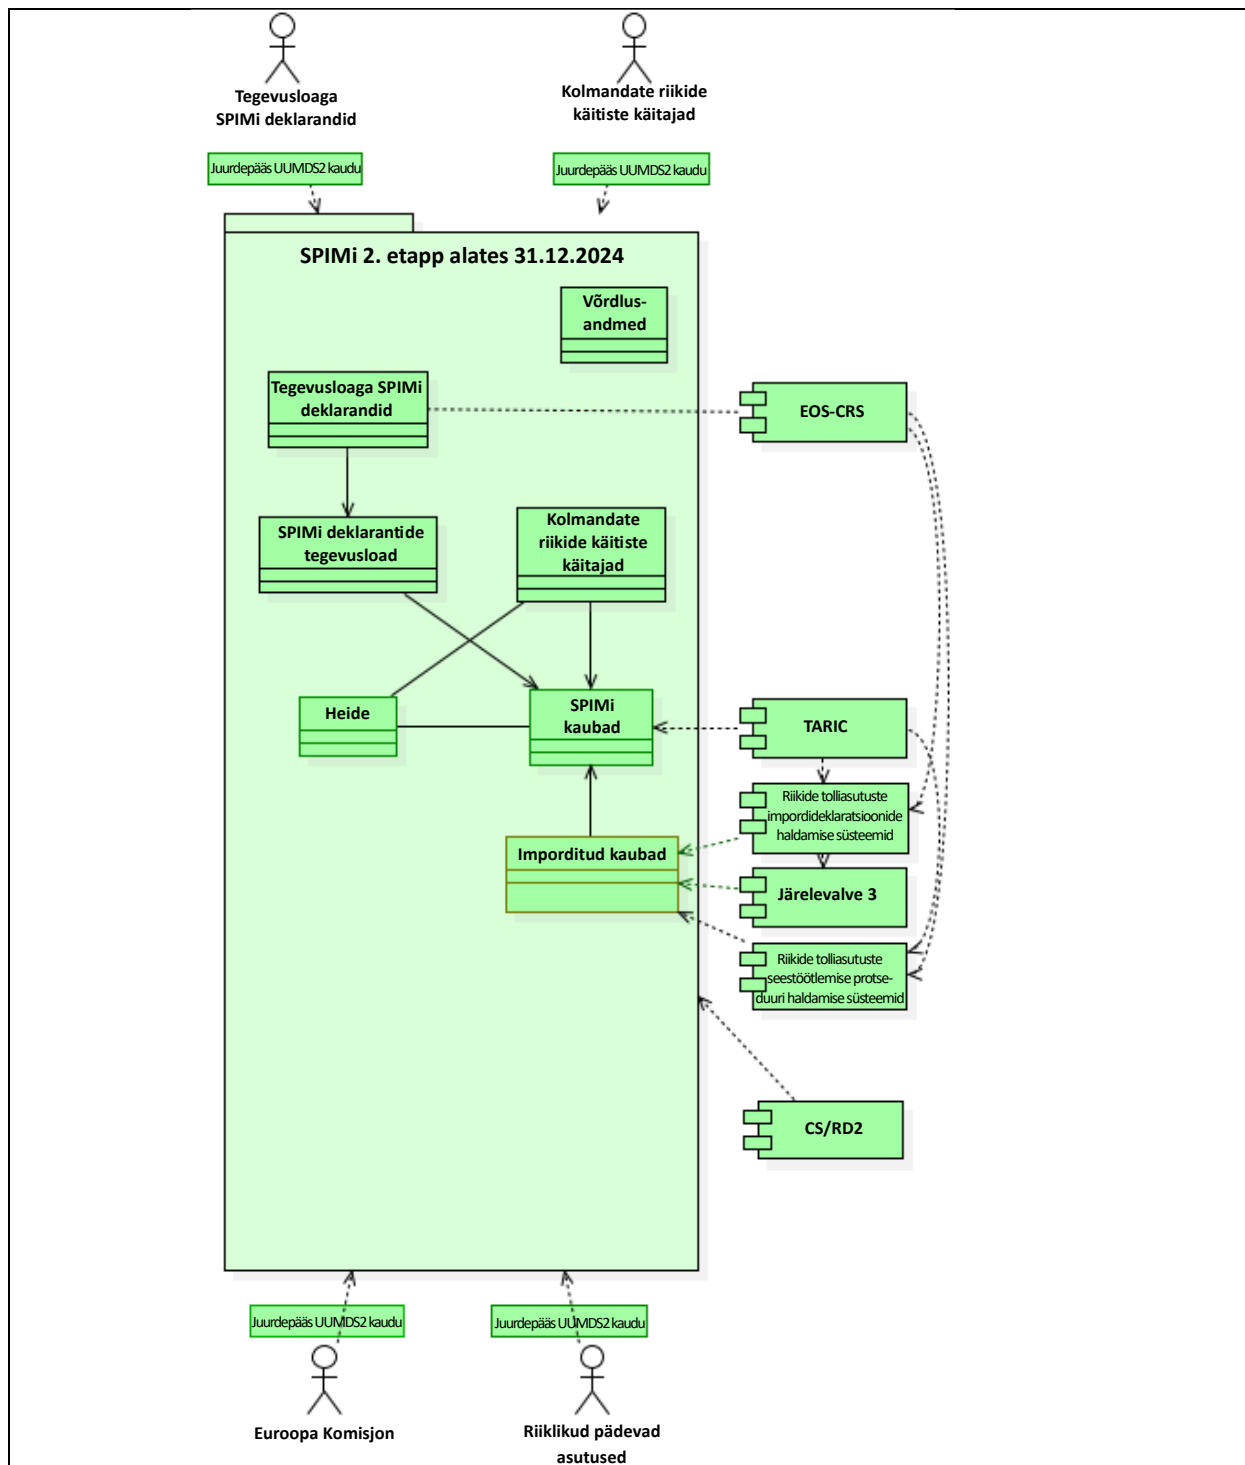 Tegevusloaga
SPIMi deklarandid
Kolmandate riikide
käitiste käitajad
Juurdepääs UUMDS2 kaudu
Juurdepääs UUMDS2 kaudu
SPIMi 2. etapp alates 31.12.2024
Võrdlus-
andmed
Tegevusloaga SPIMi
deklarandid
EOS-CRS
SPIMi deklarantide
tegevusload
Kolmandate
riikide käitiste
käitajad
Heide
SPIMi
kaubad
TARIC
Riikide tolliasutuste
impordideklaratsioonide
haldamise süsteemid
Imporditud kaubad
Järelevalve 3
Riikide tolliasutuste
seestöötlemise protse-
duuri haldamise süsteemid
CS/RD2
Juurdepääs UUMDS2 kaudu
Juurdepääs UUMDS2 kaudu
Euroopa Komisjon
Riiklikud pädevad
asutused